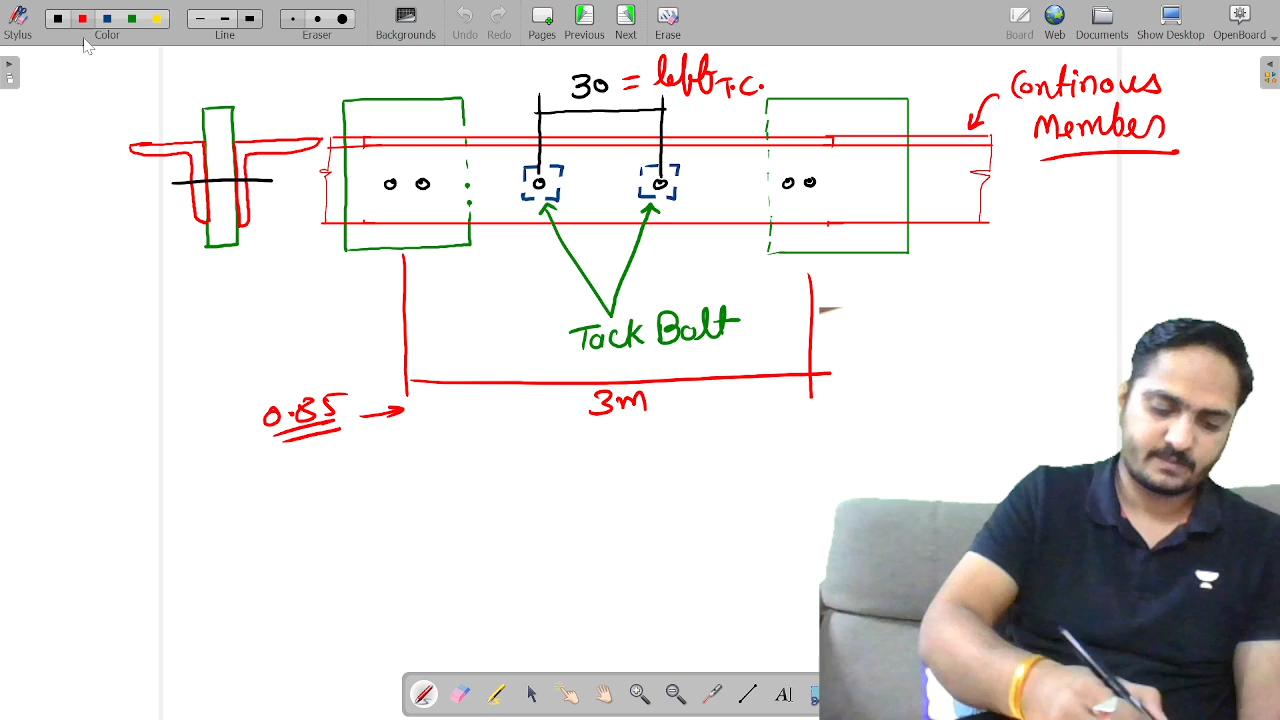 Stylus
Color
Line
Eraser
Backgrounds
Undo
Redo
Pages
Previous
Next
Erase
Board
Web
Documents
Show Desktop
OpenBoard
30 = leff T.C.
Continous
Member
Tack Bolt
0.85
3m
A